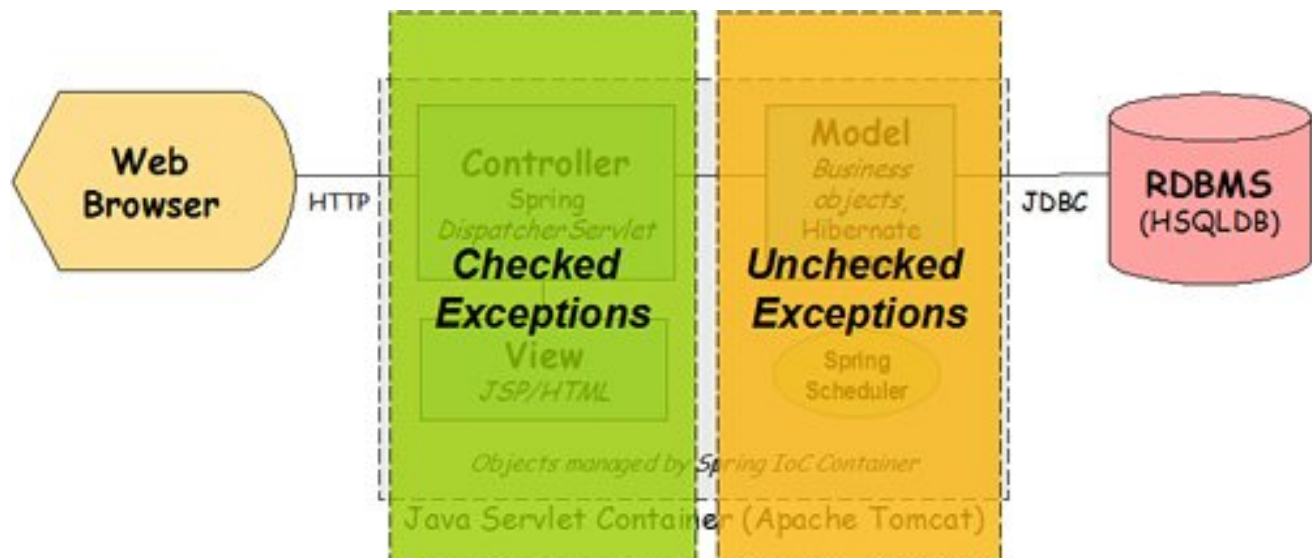 Web
Browser
HTTP
Controller
Spring
DispatcherServlet
Checked
Exceptions
View
JSP/HTML
Model
Business
objects,
Hibernate
Unchecked
Exceptions
Spring
Scheduler
JDBC
RDBMS
(HSQLDB)
Objects managed by Spring IoC Container
Java Servlet Container (Apache Tomcat)